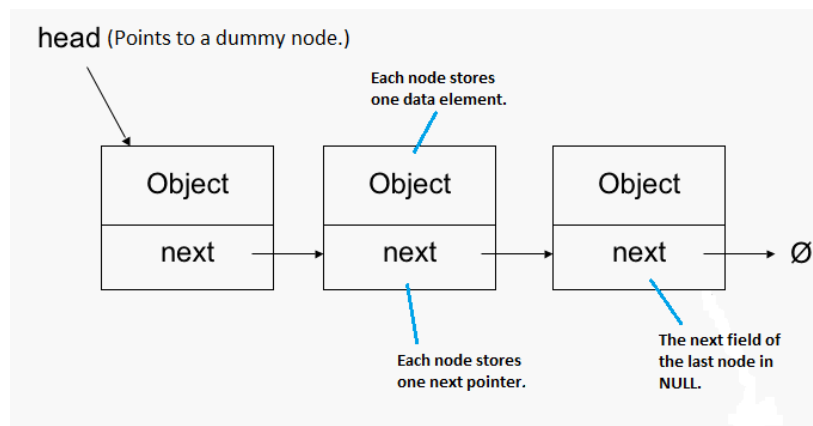 head (Points to a dummy node.)
Each node stores
one data element.
Object
Object
Object
next
next
next
Ø
Each node stores
one next pointer.
The next field of
the last node in
NULL.